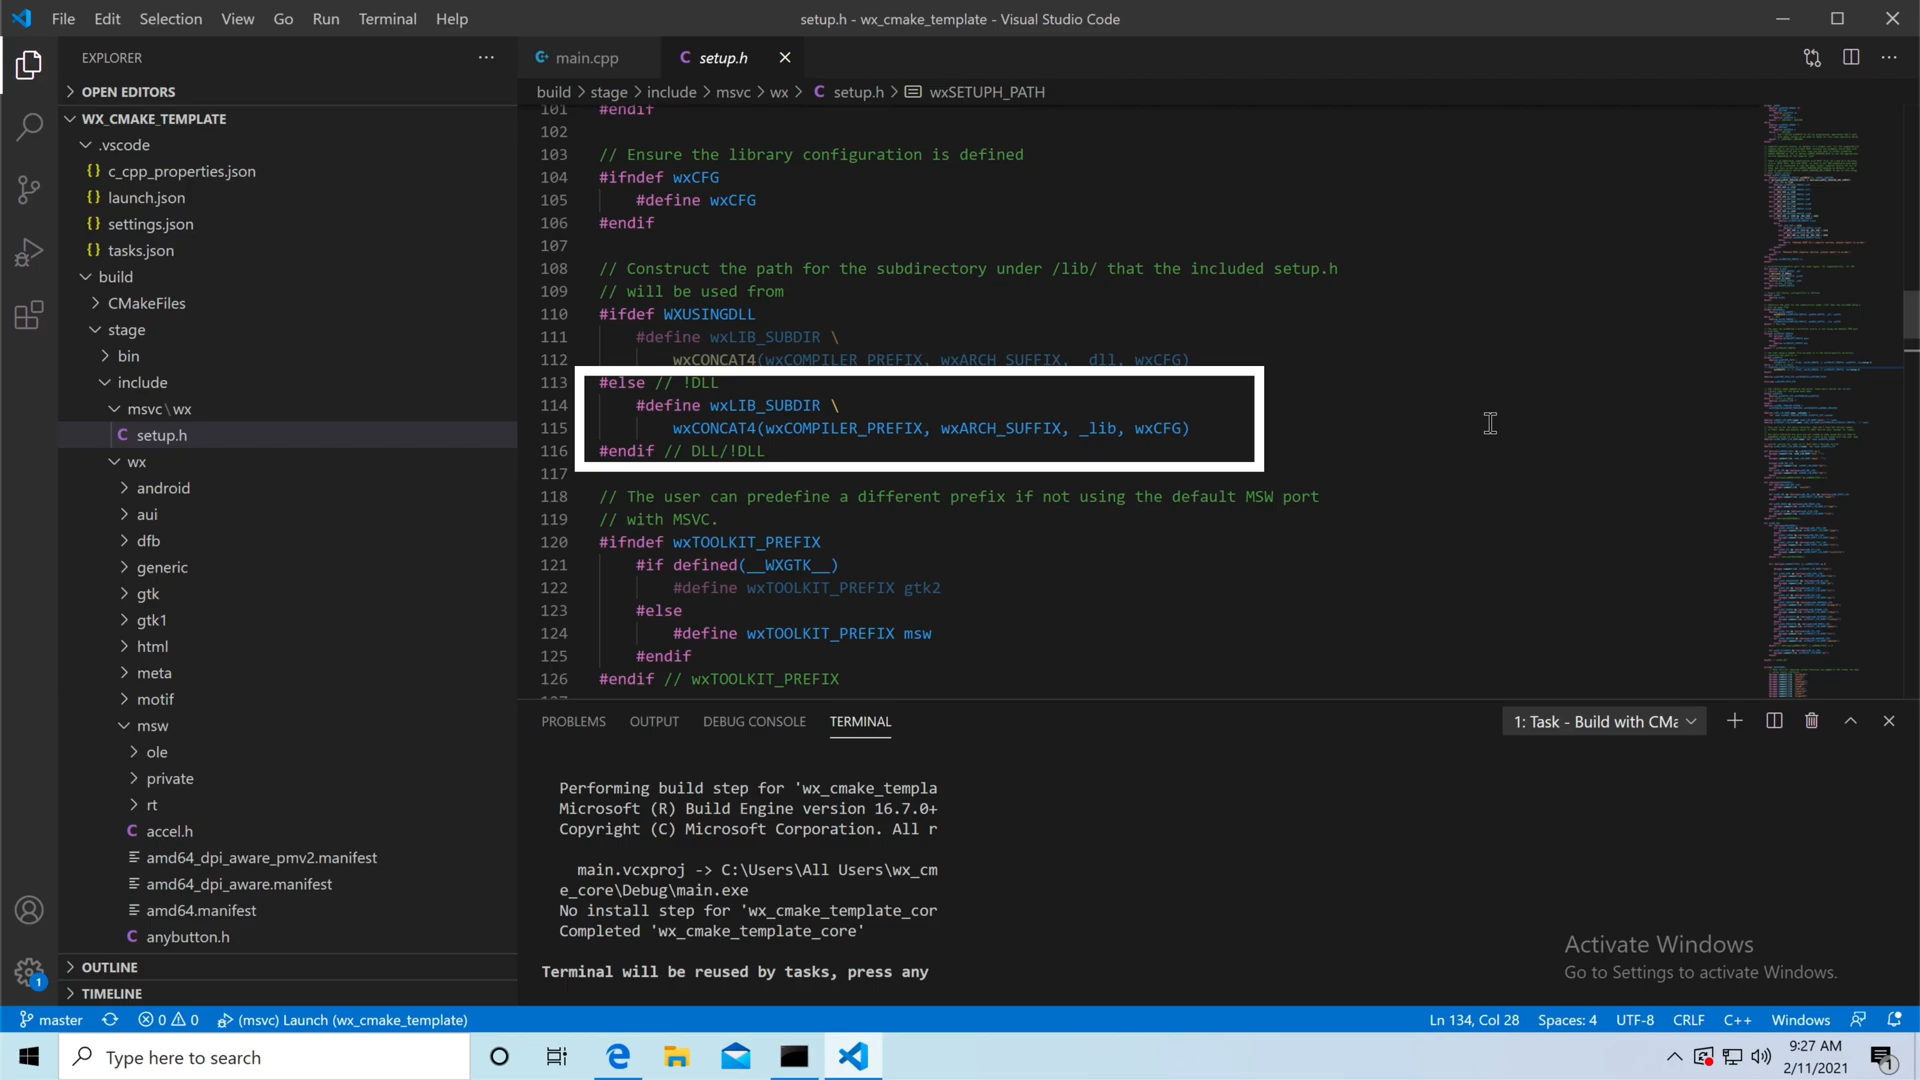 File Edit Selection View Go Run Terminal Help
setup.h - wx_cmake_template - Visual Studio Code
EXPLORER
OPEN EDITORS
WX_CMAKE_TEMPLATE
.vscode
{} c_cpp_properties.json
{} launch.json
{} settings.json
{} tasks.json
build
CMakeFiles
stage
bin
include
msvc\wx
C setup.h
wx
android
aui
dfb
generic
gtk
gtk1
html
meta
motif
msw
ole
private
rt
C accel.h
amd64_dpi_aware_pmv2.manifest
amd64_dpi_aware.manifest
amd64.manifest
C anybutton.h
OUTLINE
TIMELINE
main.cpp
C setup.h
build > stage > include > msvc > wx > C setup.h > wxSETUPH_PATH
101 #endif
102
103 // Ensure the library configuration is defined
104 #ifndef wxCFG
105 #define wxCFG
106 #endif
107
108 // Construct the path for the subdirectory under /lib/ that the included setup.h
109 // will be used from
110 #ifdef WXUSINGDLL
111 #define wxLIB_SUBDIR \
112 wxCONCAT4(wxCOMPILER_PREFIX, wxARCH_SUFFIX, _dll, wxCFG)
113 #else // !DLL
114 #define wxLIB_SUBDIR \
115 wxCONCAT4(wxCOMPILER_PREFIX, wxARCH_SUFFIX, _lib, wxCFG)
116 #endif // DLL/!DLL
117
118 // The user can predefine a different prefix if not using the default MSW port
119 // with MSVC.
120 #ifndef wxTOOLKIT_PREFIX
121 #if defined(__WXGTK__)
122 #define wxTOOLKIT_PREFIX gtk2
123 #else
124 #define wxTOOLKIT_PREFIX msw
125 #endif
126 #endif // wxTOOLKIT_PREFIX
PROBLEMS OUTPUT DEBUG CONSOLE TERMINAL
1: Task - Build with CMa
Performing build step for 'wx_cmake_templa
Microsoft (R) Build Engine version 16.7.0+
Copyright (C) Microsoft Corporation. All r
main.vcxproj -> C:\Users\All Users\wx_cm
e_core\Debug\main.exe
No install step for 'wx_cmake_template_cor
Completed 'wx_cmake_template_core'
Terminal will be reused by tasks, press any
Activate Windows
Go to Settings to activate Windows.
1
master 0 0 (msvc) Launch (wx_cmake_template)
Ln 134, Col 28 Spaces: 4 UTF-8 CRLF C++ Windows
Type here to search
9:27 AM
2/11/2021
1